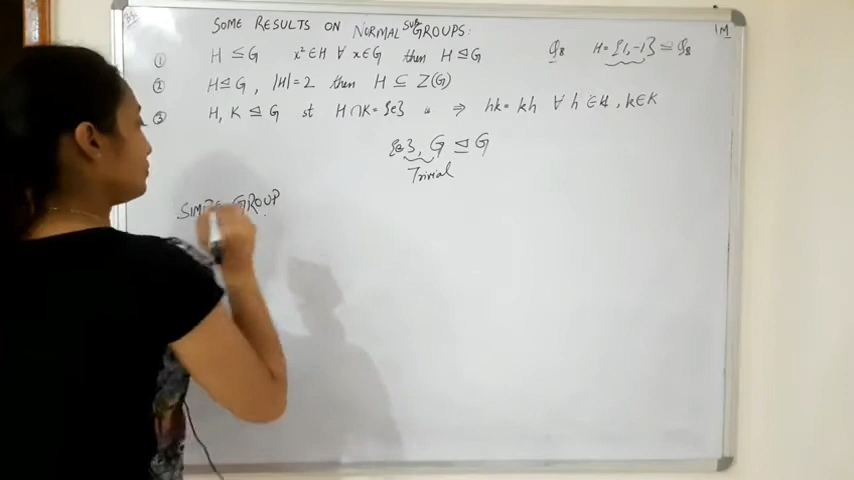 SOME RESULTS ON NORMAL SUBGROUPS: 1M
① H ≤ G x² ∈ H ∀ x ∈ G then H ⊴ G Q₈ H = {1, -1} ⊴ Q₈
② H ⊴ G, |H| = 2 then H ⊆ Z(G)
③ H, K ⊴ G st H ∩ K = {e} ⇒ hk = kh ∀ h ∈ H, k ∈ K
{e}, G ⊴ G
Trivial
SIMPLE GROUP